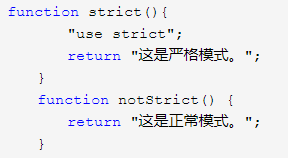 function strict(){
"use strict";
return "这是严格模式。";
}
function notStrict() {
return "这是正常模式。";
}